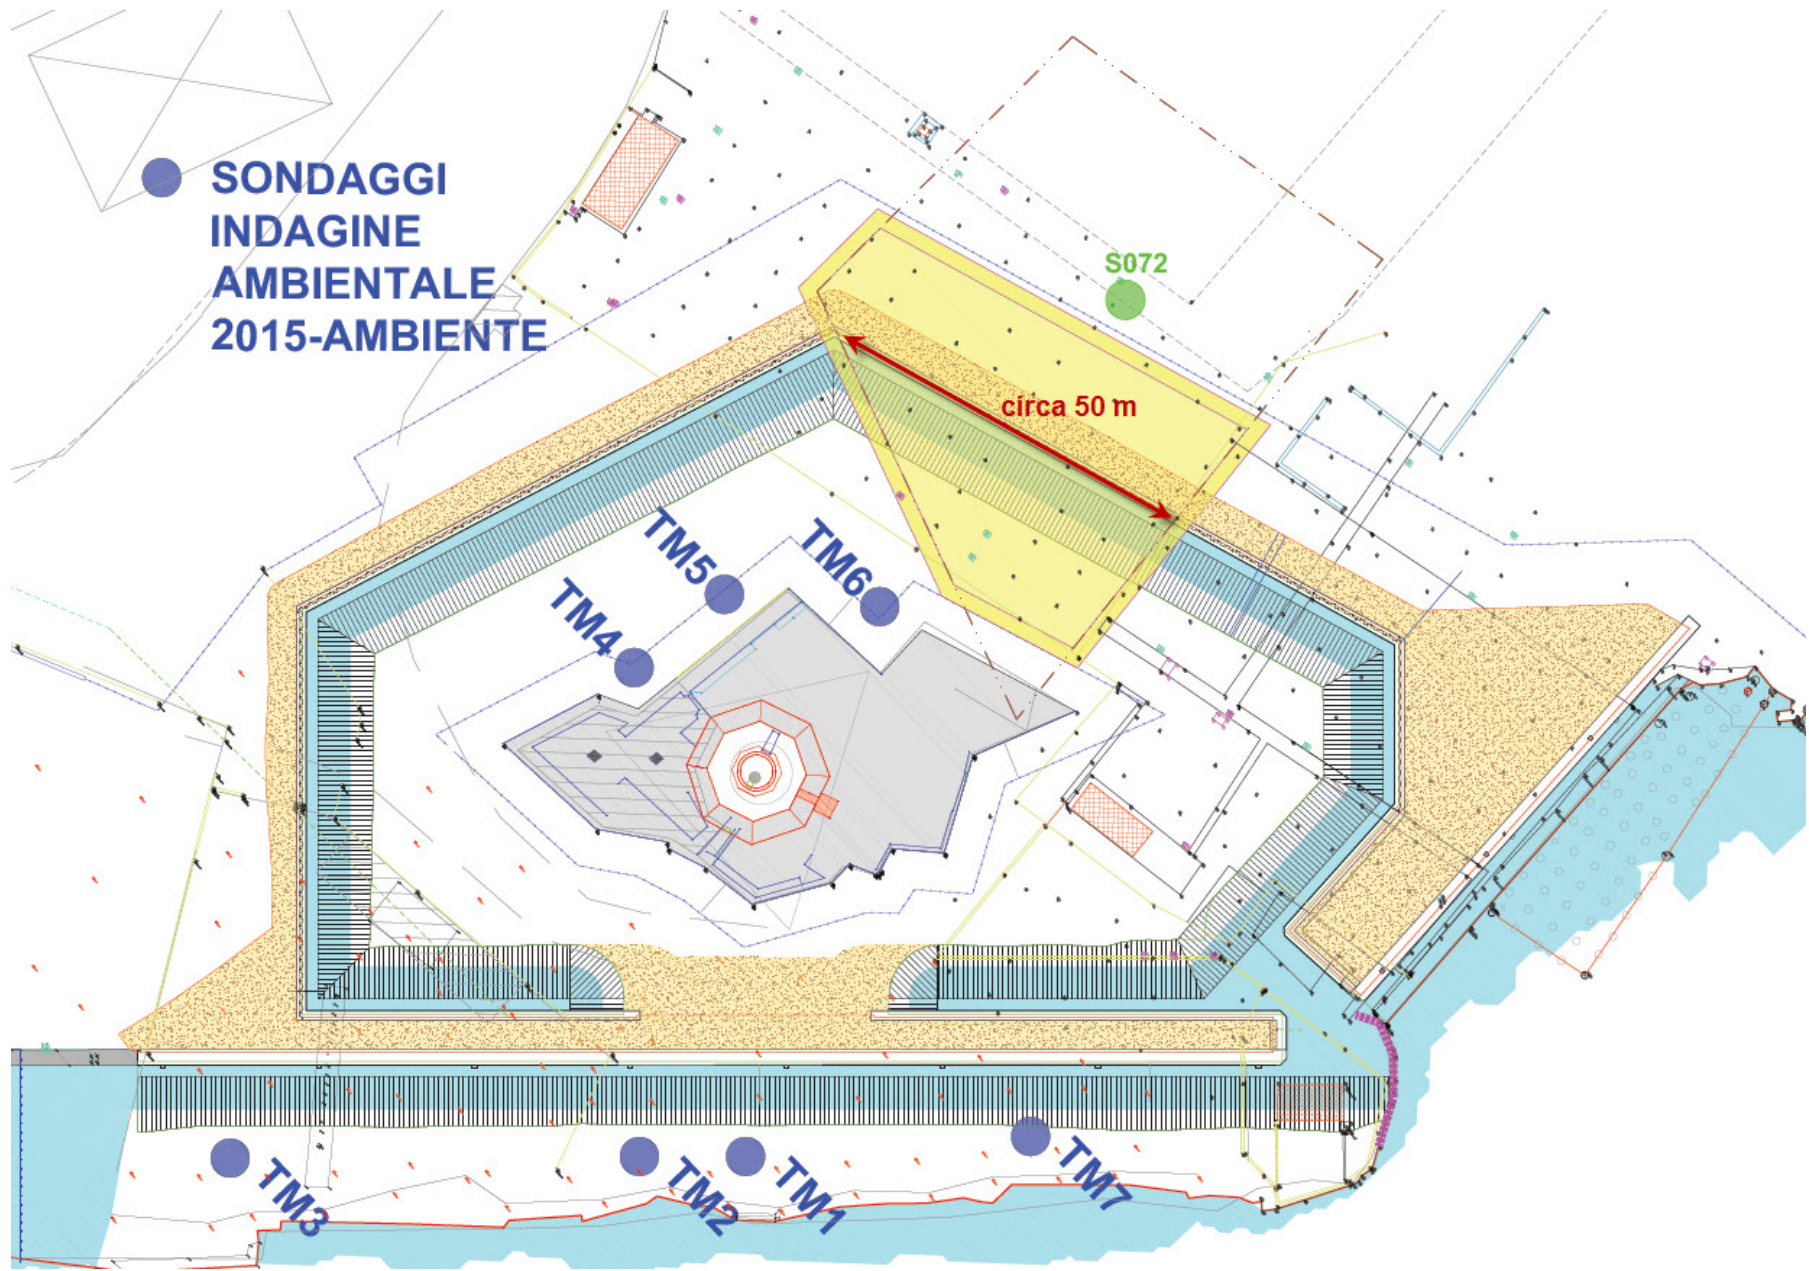 SONDAGGI
INDAGINE
AMBIENTALE
2015-AMBIENTE
S072
circa 50 m
TM5
TM6
TM4
TM3
TM2
TM1
TM7